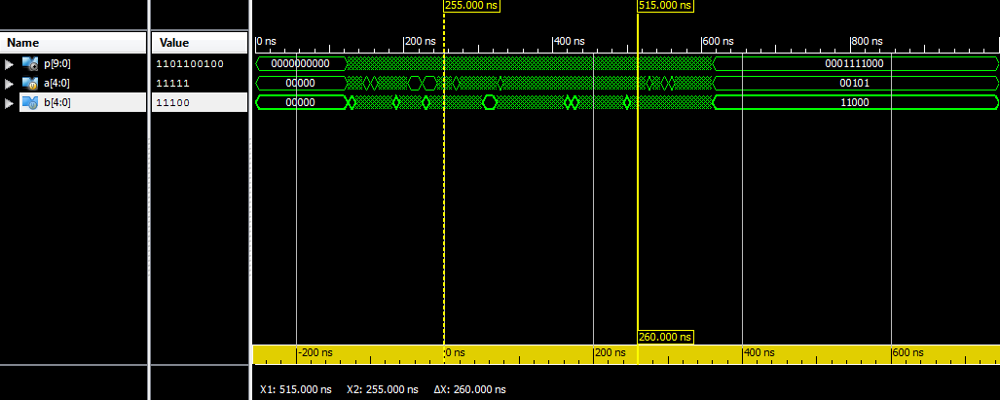 255.000 ns 515.000 ns
Name Value 0 ns 200 ns 400 ns 600 ns 800 ns
p[9:0] 1101100100 0000000000 0001111000
a[4:0] 11111 00000 00101
b[4:0] 11100 00000 11000
260.000 ns
-200 ns 0 ns 200 ns 400 ns 600 ns
X1: 515.000 ns X2: 255.000 ns ΔX: 260.000 ns